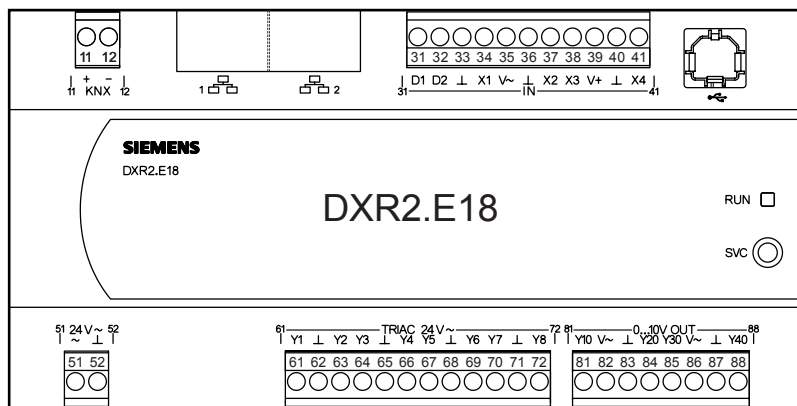 11 12
11 + − 12
KNX
1 2
31 32 33 34 35 36 37 38 39 40 41
D1 D2 ⊥ X1 V~ ⊥ X2 X3 V+ ⊥ X4
31 IN 41
SIEMENS
DXR2.E18
DXR2.E18
RUN
SVC
51 24 V~ 52
~ ⊥
51 52
61 TRIAC 24 V~ 72
Y1 ⊥ Y2 Y3 ⊥ Y4 Y5 ⊥ Y6 Y7 ⊥ Y8
61 62 63 64 65 66 67 68 69 70 71 72
81 0...10V OUT 88
Y10 V~ ⊥ Y20 Y30 V~ ⊥ Y40
81 82 83 84 85 86 87 88